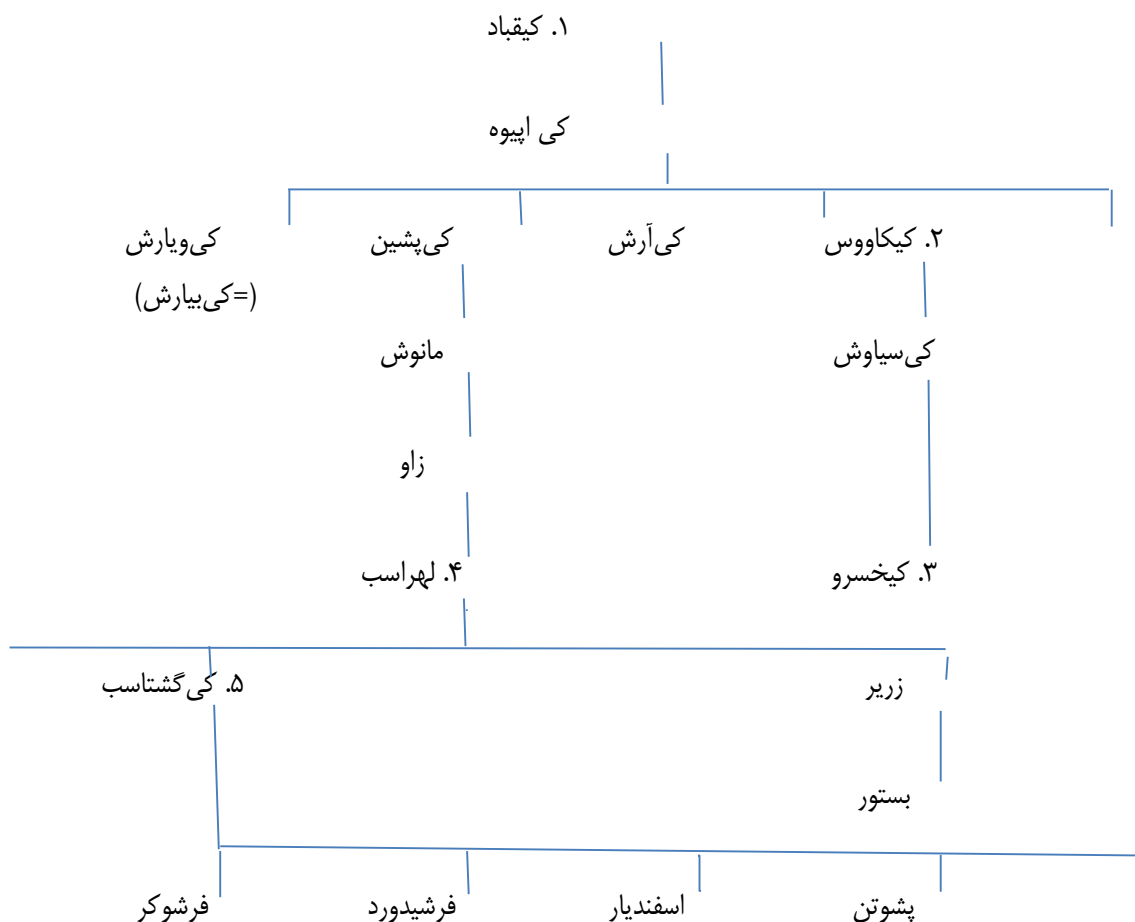 ۱. کیقباد
کی اپیوه
۲. کیکاووس کی‌آرش کی‌پشین کی‌ویارش
(=کی‌بیارش)
کی‌سیاوش مانوش
زاو
۳. کیخسرو ۴. لهراسب
زریر ۵. کی‌گشتاسب
بستور
پشوتن اسفندیار فرشیدورد فرشوکر